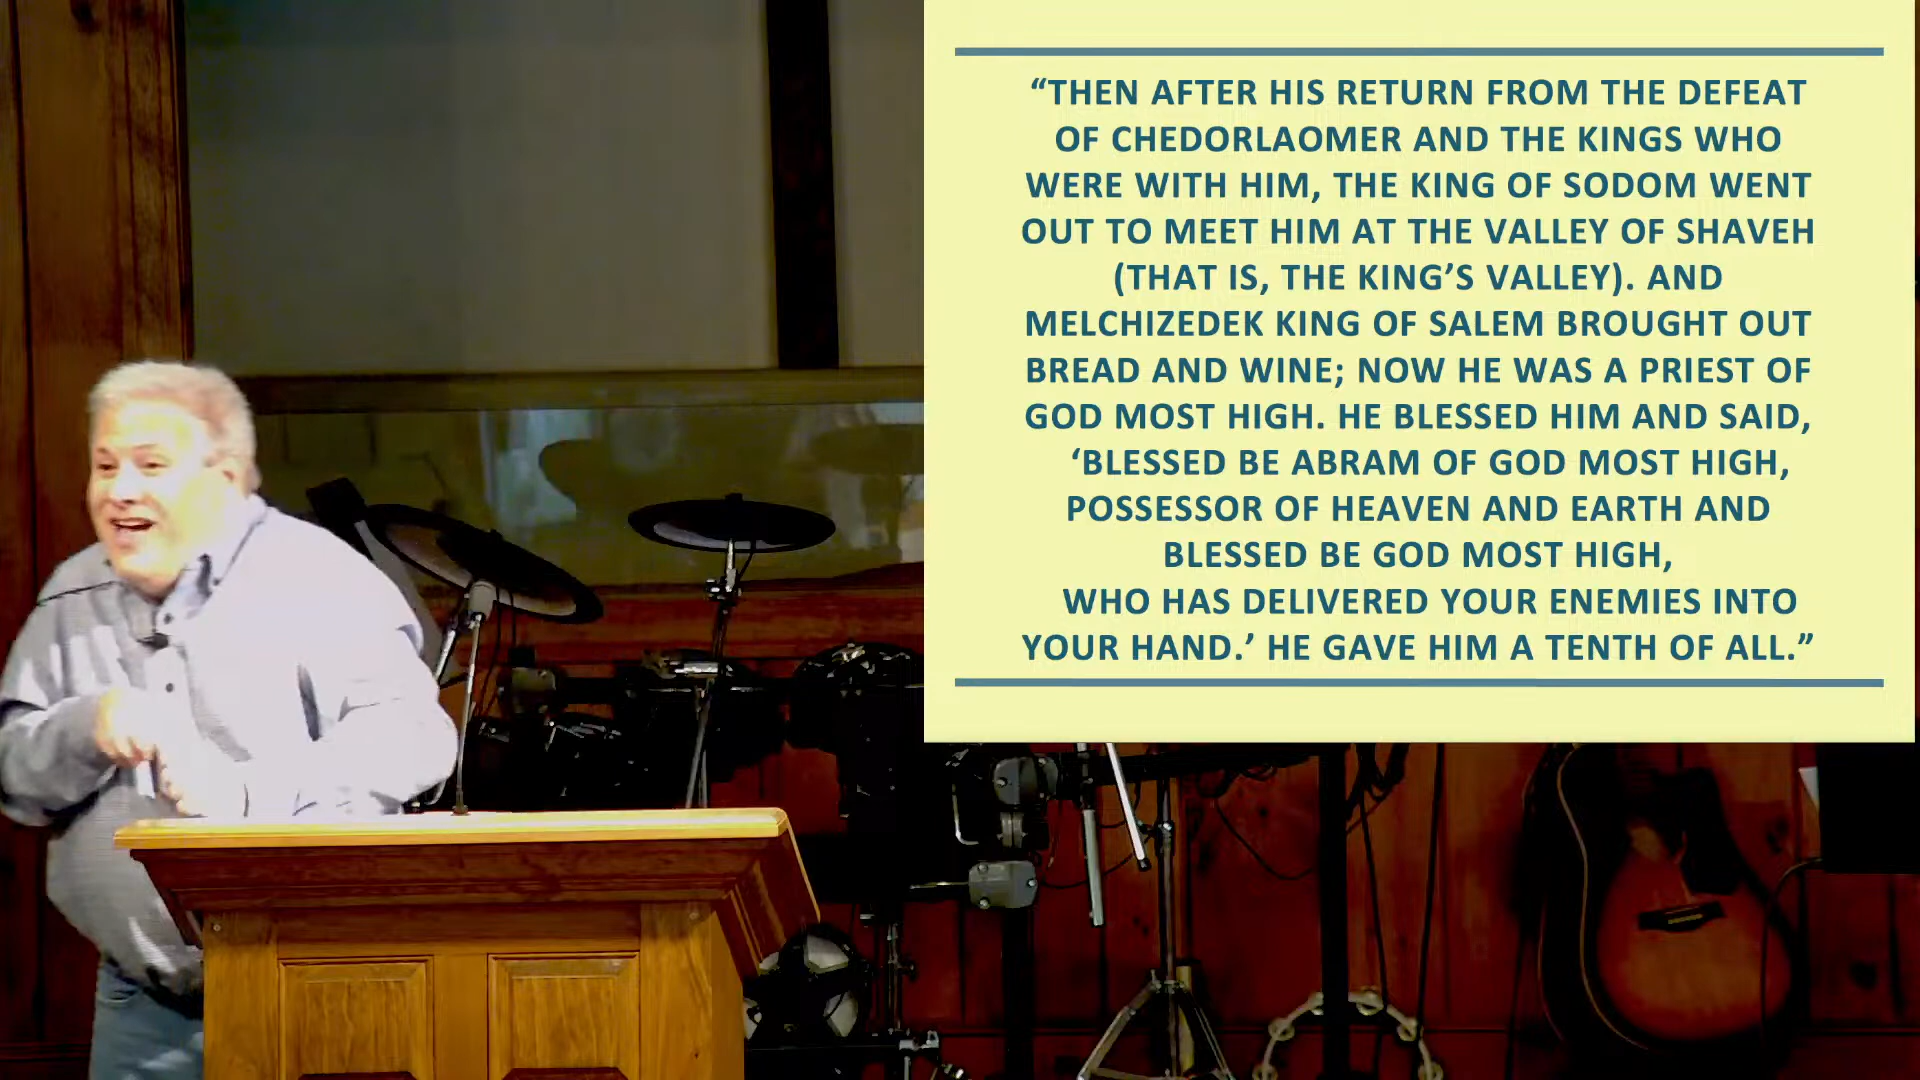 “THEN AFTER HIS RETURN FROM THE DEFEAT
OF CHEDORLAOMER AND THE KINGS WHO
WERE WITH HIM, THE KING OF SODOM WENT
OUT TO MEET HIM AT THE VALLEY OF SHAVEH
(THAT IS, THE KING’S VALLEY). AND
MELCHIZEDEK KING OF SALEM BROUGHT OUT
BREAD AND WINE; NOW HE WAS A PRIEST OF
GOD MOST HIGH. HE BLESSED HIM AND SAID,
‘BLESSED BE ABRAM OF GOD MOST HIGH,
POSSESSOR OF HEAVEN AND EARTH AND
BLESSED BE GOD MOST HIGH,
WHO HAS DELIVERED YOUR ENEMIES INTO
YOUR HAND.’ HE GAVE HIM A TENTH OF ALL.”